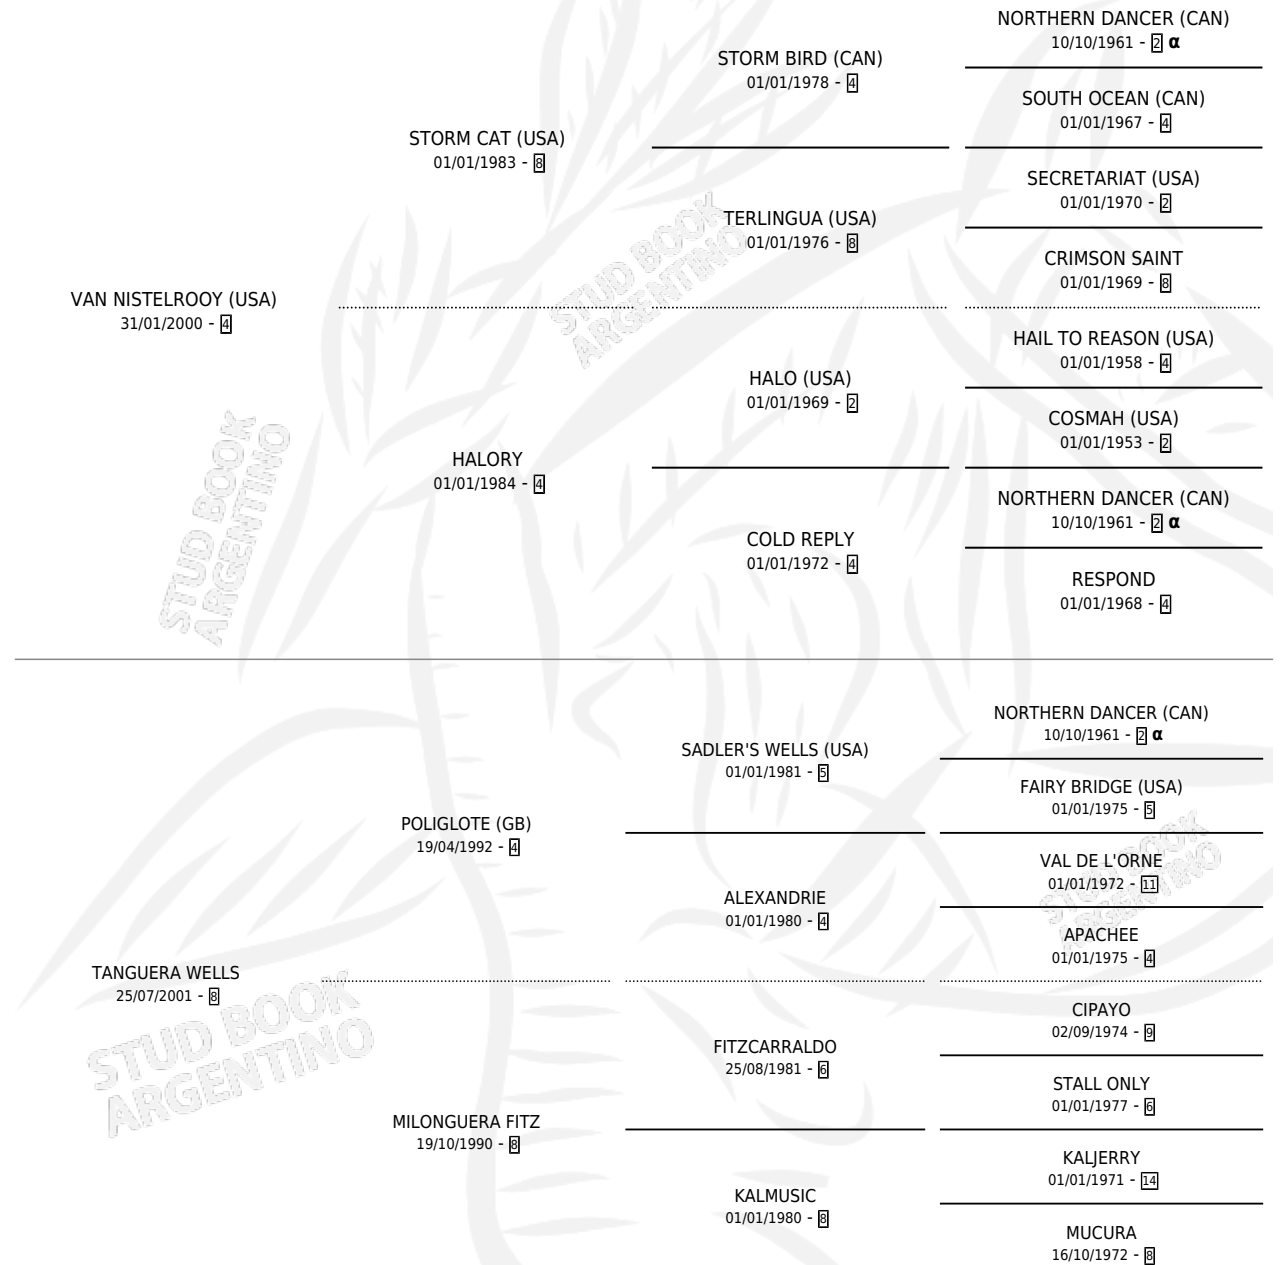 NORTHERN DANCER (CAN)
10/10/1961 - 2 α
STORM BIRD (CAN)
01/01/1978 - 4
SOUTH OCEAN (CAN)
01/01/1967 - 4
STORM CAT (USA)
01/01/1983 - 8
SECRETARIAT (USA)
01/01/1970 - 2
TERLINGUA (USA)
01/01/1976 - 8
CRIMSON SAINT
01/01/1969 - 8
VAN NISTELROOY (USA)
31/01/2000 - 4
HAIL TO REASON (USA)
01/01/1958 - 4
HALO (USA)
01/01/1969 - 2
COSMAH (USA)
01/01/1953 - 2
HALORY
01/01/1984 - 4
NORTHERN DANCER (CAN)
10/10/1961 - 2 α
COLD REPLY
01/01/1972 - 4
RESPOND
01/01/1968 - 4
NORTHERN DANCER (CAN)
10/10/1961 - 2 α
SADLER'S WELLS (USA)
01/01/1981 - 5
FAIRY BRIDGE (USA)
01/01/1975 - 5
POLIGLOTE (GB)
19/04/1992 - 4
VAL DE L'ORNE
01/01/1972 - 11
ALEXANDRIE
01/01/1980 - 4
APACHEE
01/01/1975 - 4
TANGUERA WELLS
25/07/2001 - 8
CIPAYO
02/09/1974 - 9
FITZCARRALDO
25/08/1981 - 6
STALL ONLY
01/01/1977 - 6
MILONGUERA FITZ
19/10/1990 - 8
KALJERRY
01/01/1971 - 14
KALMUSIC
01/01/1980 - 8
MUCURA
16/10/1972 - 8
STUD BOOK
ARGENTINO
STUD BOOK
ARGENTINO
STUD BOOK
ARGENTINO
STUD BOOK
ARGENTINO